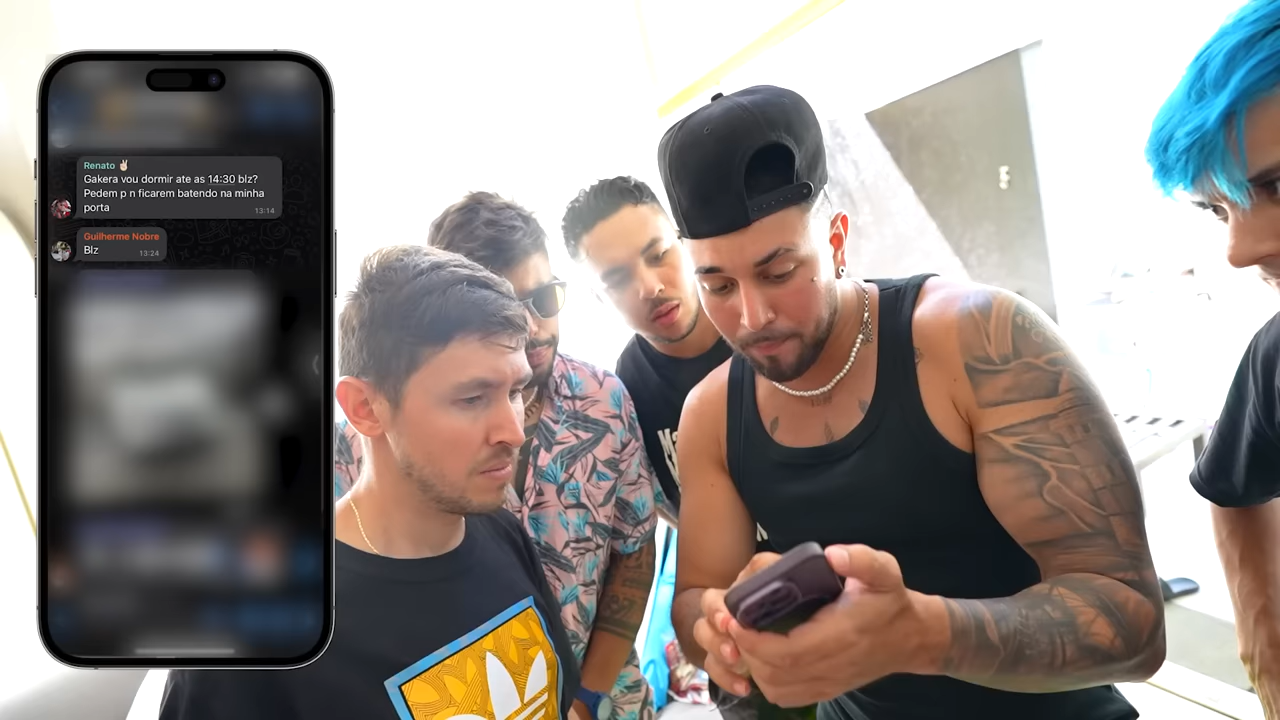 Renato ✌🏻
Gakera vou dormir ate as 14:30 blz?
Pedem p n ficarem batendo na minha
porta
13:14
Guilherme Nobre
Blz
13:24